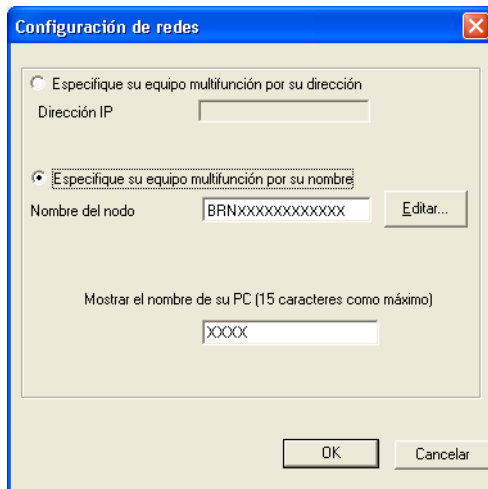 Configuración de redes
Especifique su equipo multifunción por su dirección
Dirección IP
Especifique su equipo multifunción por su nombre
Nombre del nodo BRNXXXXXXXXXXXX Editar...
Mostrar el nombre de su PC (15 caracteres como máximo)
XXXX
OK Cancelar